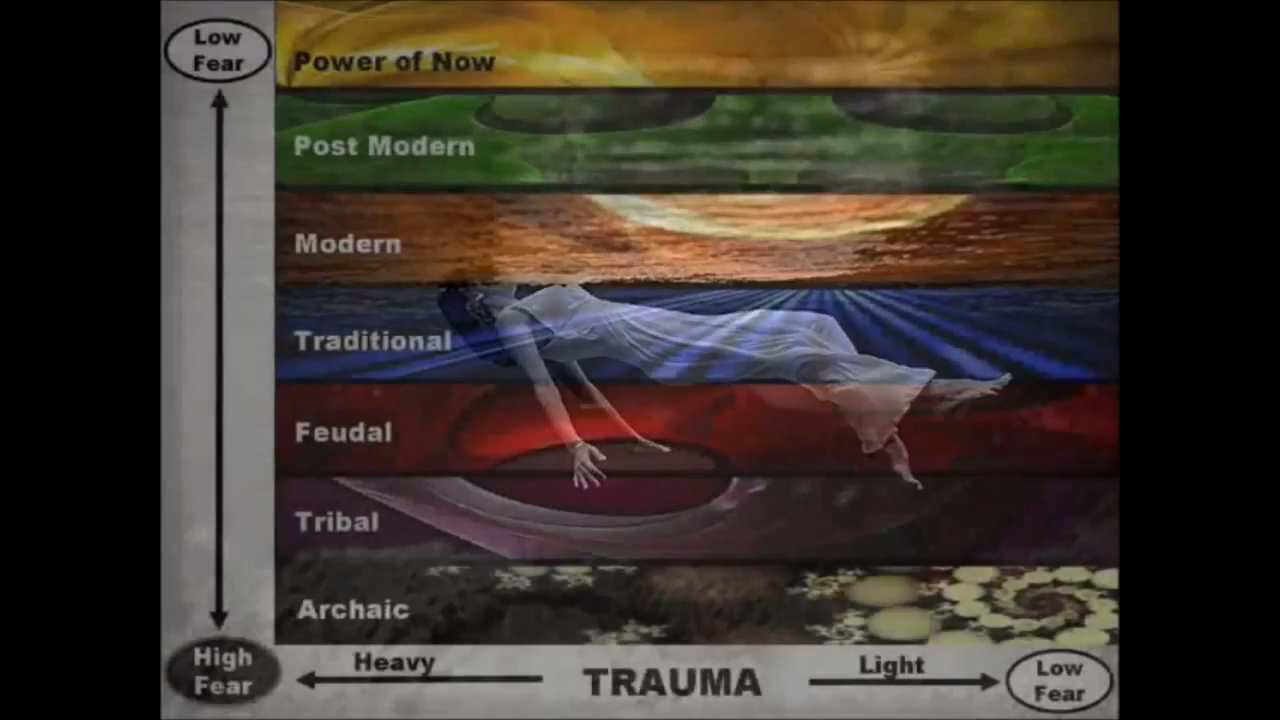 Low
Fear
Power of Now
Post Modern
Modern
Traditional
Feudal
Tribal
Archaic
High
Fear
Heavy
TRAUMA
Light
Low
Fear